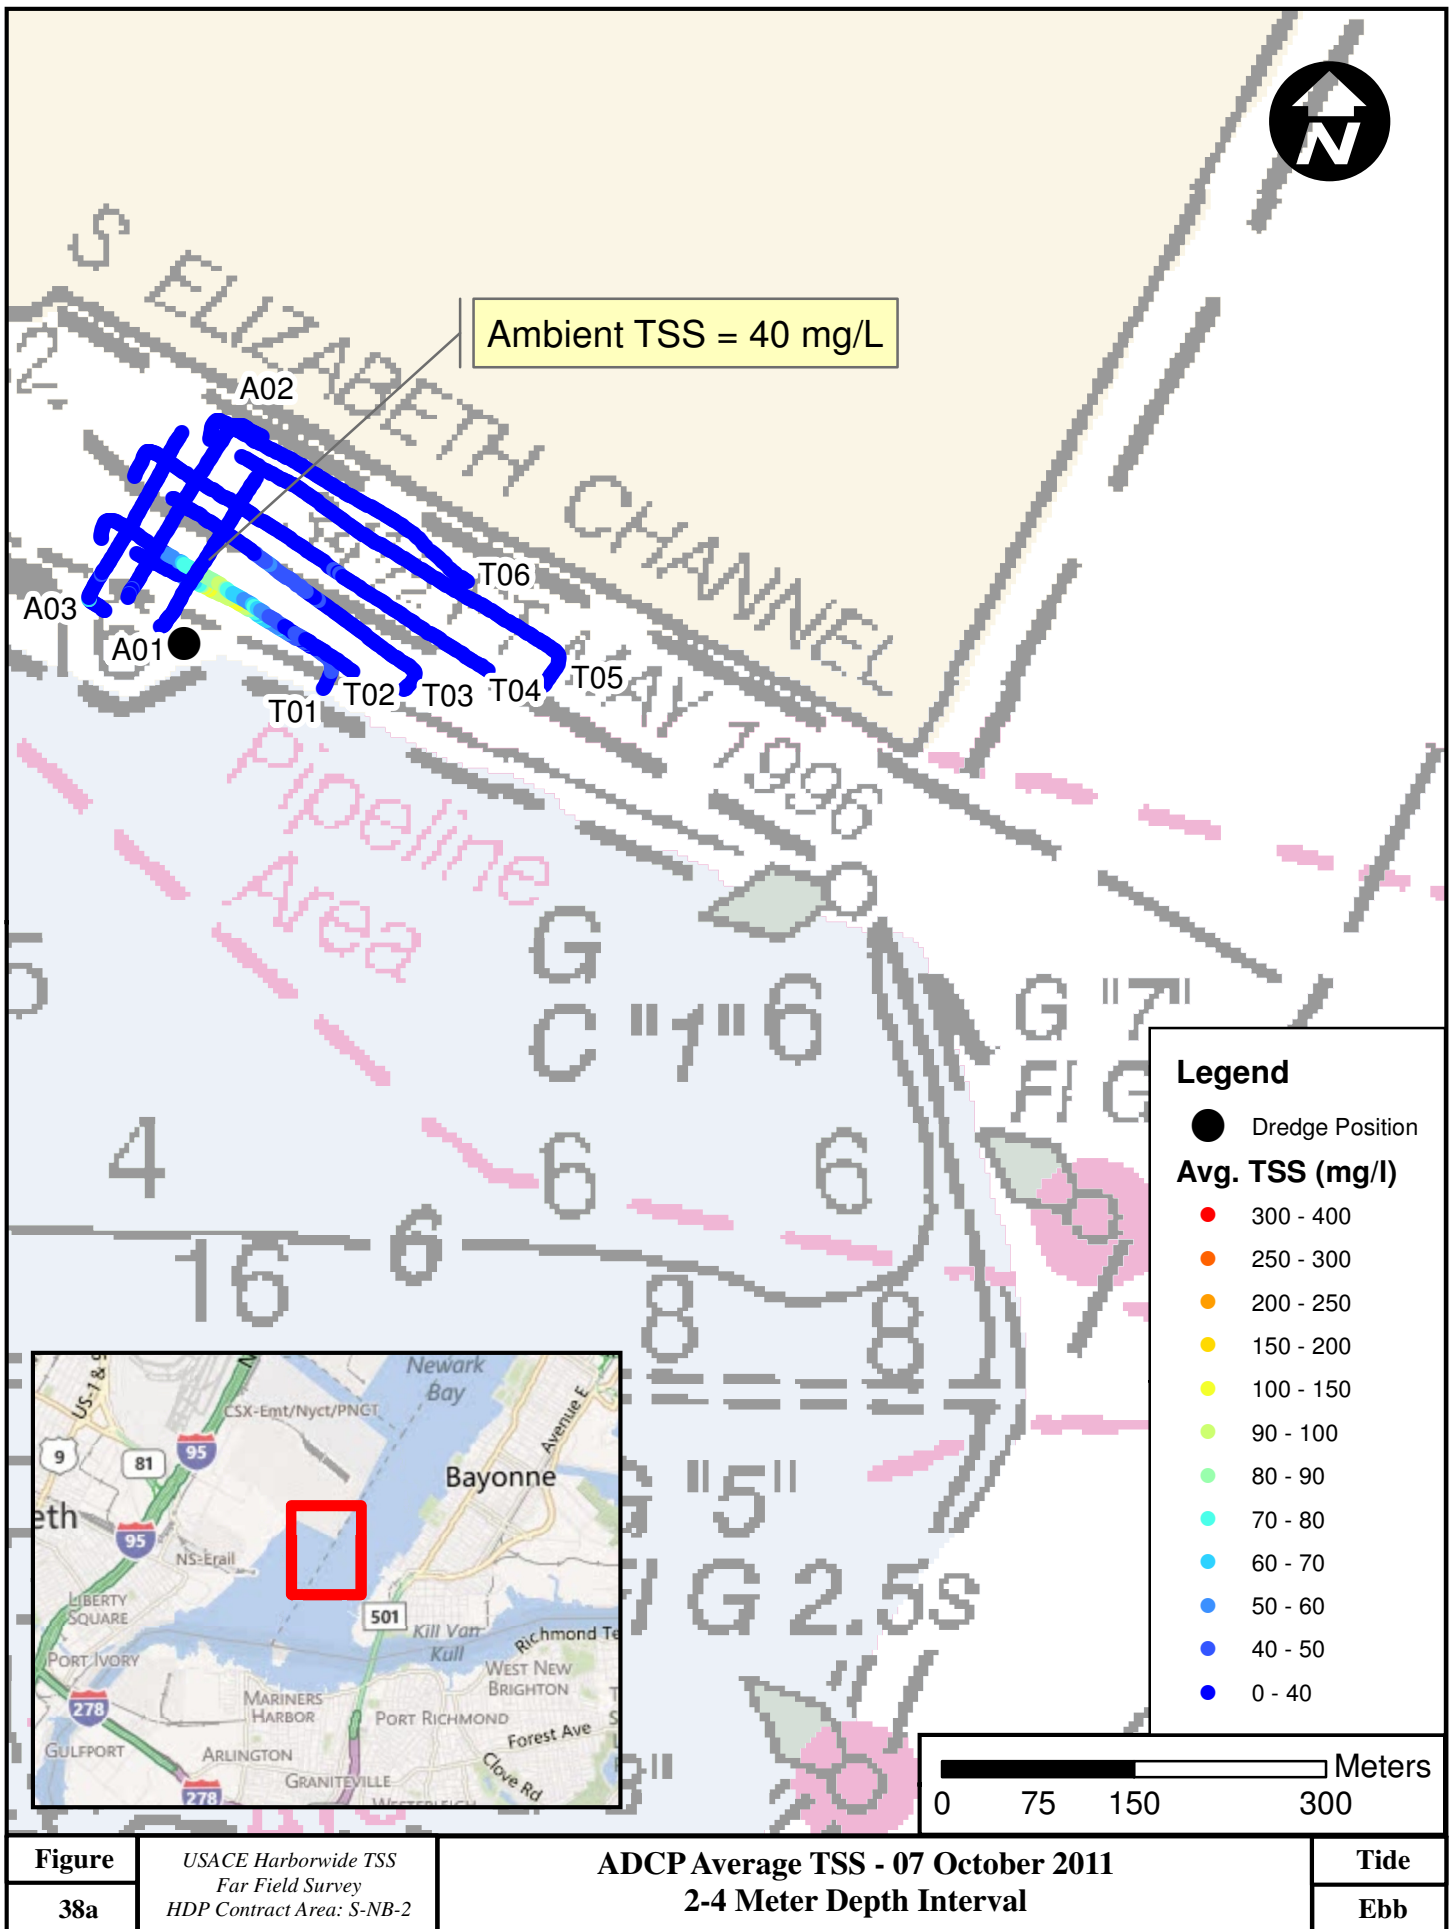 N
S ELIZABETH CHANNEL
2
Ambient TSS = 40 mg/L
A02
A03
A01
T06
T05
T04
T03
T02
T01
MAY 1996
Pipeline
Area
5
G
C "1"
6
G "7"
Fl G
4
6
6
6
16
8
8
G "5"
G 2.5s
Legend
Dredge Position
Avg. TSS (mg/l)
300 - 400
250 - 300
200 - 250
150 - 200
100 - 150
90 - 100
80 - 90
70 - 80
60 - 70
50 - 60
40 - 50
0 - 40
Meters
0 75 150 300
Newark
Bay
US-1 & 9
N
CSX-Emt/Nyct/PNCT
Avenue E
9
81
95
Bayonne
eth
95
NS-Erail
LIBERTY
SQUARE
501
Kill Van
Kull
Richmond Te
PORT IVORY
WEST NEW
BRIGHTON
278
MARINERS
HARBOR
PORT RICHMOND
Forest Ave
GULFPORT
ARLINGTON
Clove Rd
GRANITEVILLE
278
Figure
38a
USACE Harborwide TSS
Far Field Survey
HDP Contract Area: S-NB-2
ADCP Average TSS - 07 October 2011
2-4 Meter Depth Interval
Tide
Ebb